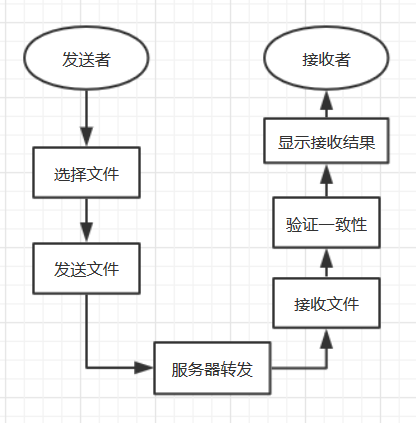 发送者
选择文件
发送文件
服务器转发
接收文件
验证一致性
显示接收结果
接收者